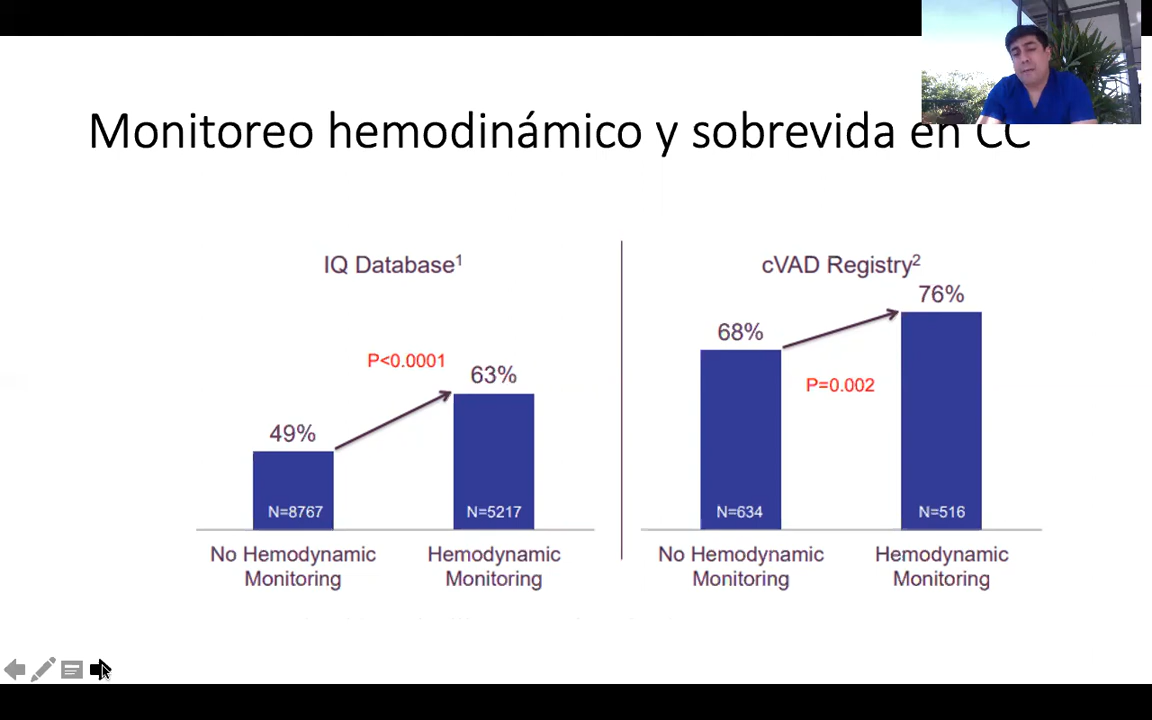 Monitoreo hemodinámico y sobrevida en CC
IQ Database¹
P<0.0001
63%
49%
N=8767
N=5217
No Hemodynamic
Monitoring
Hemodynamic
Monitoring
cVAD Registry²
76%
68%
P=0.002
N=634
N=516
No Hemodynamic
Monitoring
Hemodynamic
Monitoring